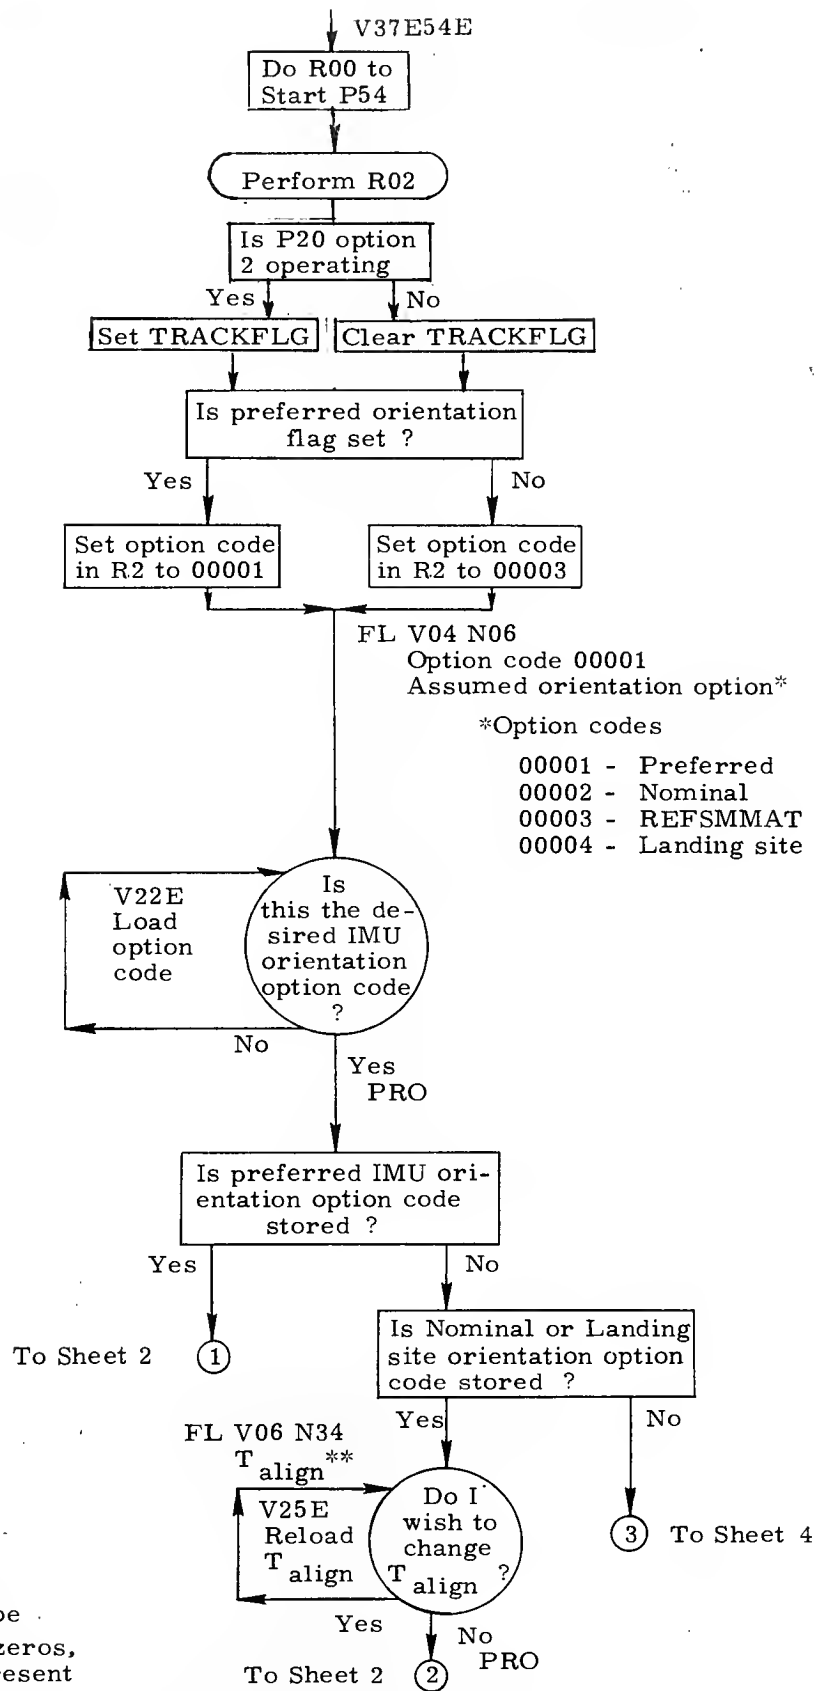 V37E54E
Do R00 to
Start P54
Perform R02
Is P20 option
2 operating
Yes
No
Set TRACKFLG
Clear TRACKFLG
Is preferred orientation
flag set ?
Yes
No
Set option code
in R2 to 00001
Set option code
in R2 to 00003
FL V04 N06
Option code 00001
Assumed orientation option*
*Option codes
00001 - Preferred
00002 - Nominal
00003 - REFSMMAT
00004 - Landing site
V22E
Load
option
code
Is
this the de-
sired IMU
orientation
option code
?
No
Yes
PRO
Is preferred IMU ori-
entation option code
stored ?
Yes
No
To Sheet 2
1
Is Nominal or Landing
site orientation option
code stored ?
Yes
No
FL V06 N34
T align**
V25E
Reload
T align
Do I
wish to
change
T align ?
3
To Sheet 4
Yes
No
PRO
To Sheet 2
2
zeros,